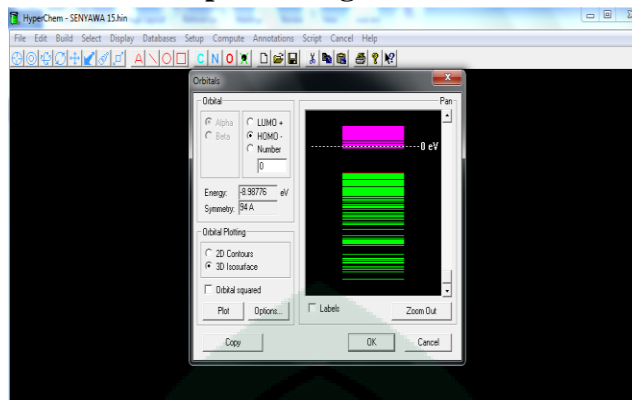 HyperChem - SENYAWA 15.hin
File Edit Build Select Display Databases Setup Compute Annotations Script Cancel Help
A C N O ?
Orbitals
Orbital
Alpha
Beta
LUMO +
HOMO -
Number
0
Energy: -8.98776 eV
Symmetry: 94 A
Orbital Plotting
2D Contours
3D Isosurface
Orbital squared
Plot Options...
Copy
Pan
0 eV
Labels
Zoom Out
OK Cancel